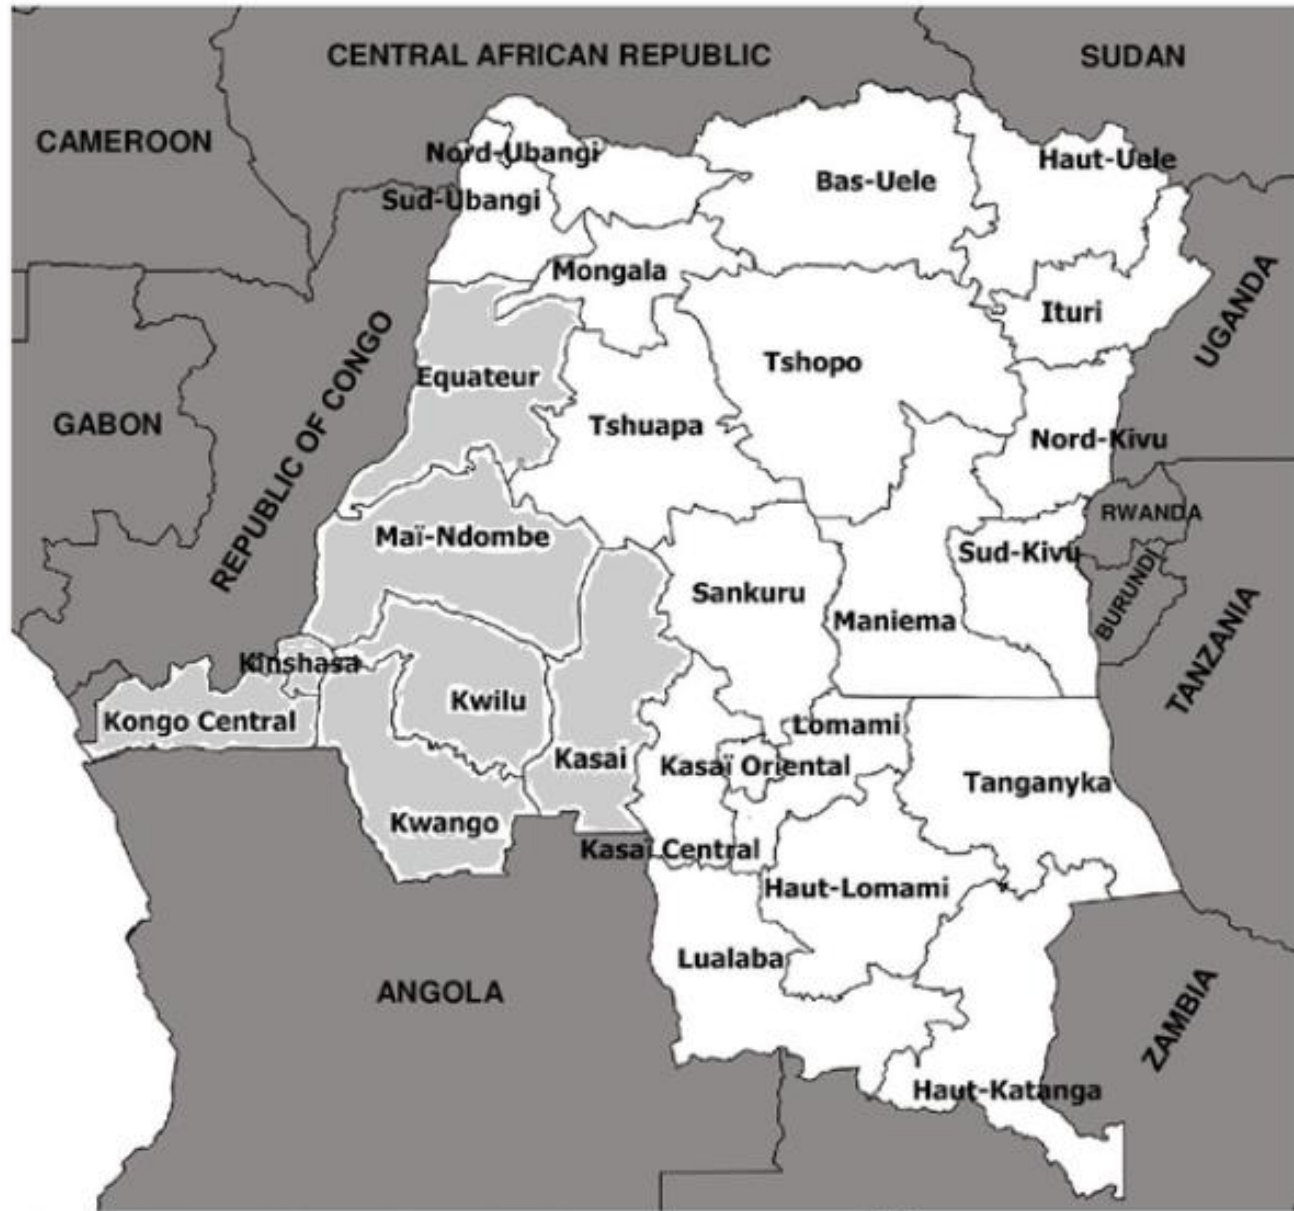 CENTRAL AFRICAN REPUBLIC
SUDAN
CAMEROON
Nord-Ubangi
Haut-Uele
Bas-Uele
Sud-Ubangi
Mongala
Ituri
UGANDA
REPUBLIC OF CONGO
Tshopo
Equateur
GABON
Tshuapa
Nord-Kivu
RWANDA
Maï-Ndombe
Sud-Kivu
BURUNDI
Sankuru
Maniema
TANZANIA
Kinshasa
Kwilu
Kongo Central
Lomami
Kasai
Kasaï Oriental
Tanganyika
Kwango
Kasaï Central
Haut-Lomami
Lualaba
ANGOLA
ZAMBIA
Haut-Katanga